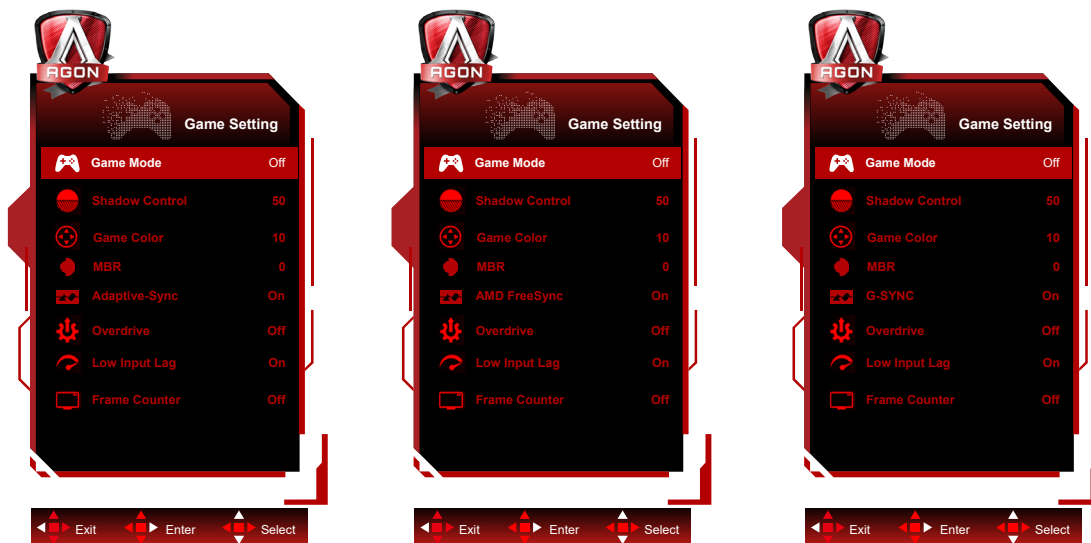 AGON
Game Setting
Game Mode Off
Shadow Control 50
Game Color 10
MBR 0
Adaptive-Sync On
Overdrive Off
Low Input Lag On
Frame Counter Off
Exit Enter Select
AGON
Game Setting
Game Mode Off
Shadow Control 50
Game Color 10
MBR 0
AMD FreeSync On
Overdrive Off
Low Input Lag On
Frame Counter Off
Exit Enter Select
AGON
Game Setting
Game Mode Off
Shadow Control 50
Game Color 10
MBR 0
G-SYNC On
Overdrive Off
Low Input Lag On
Frame Counter Off
Exit Enter Select